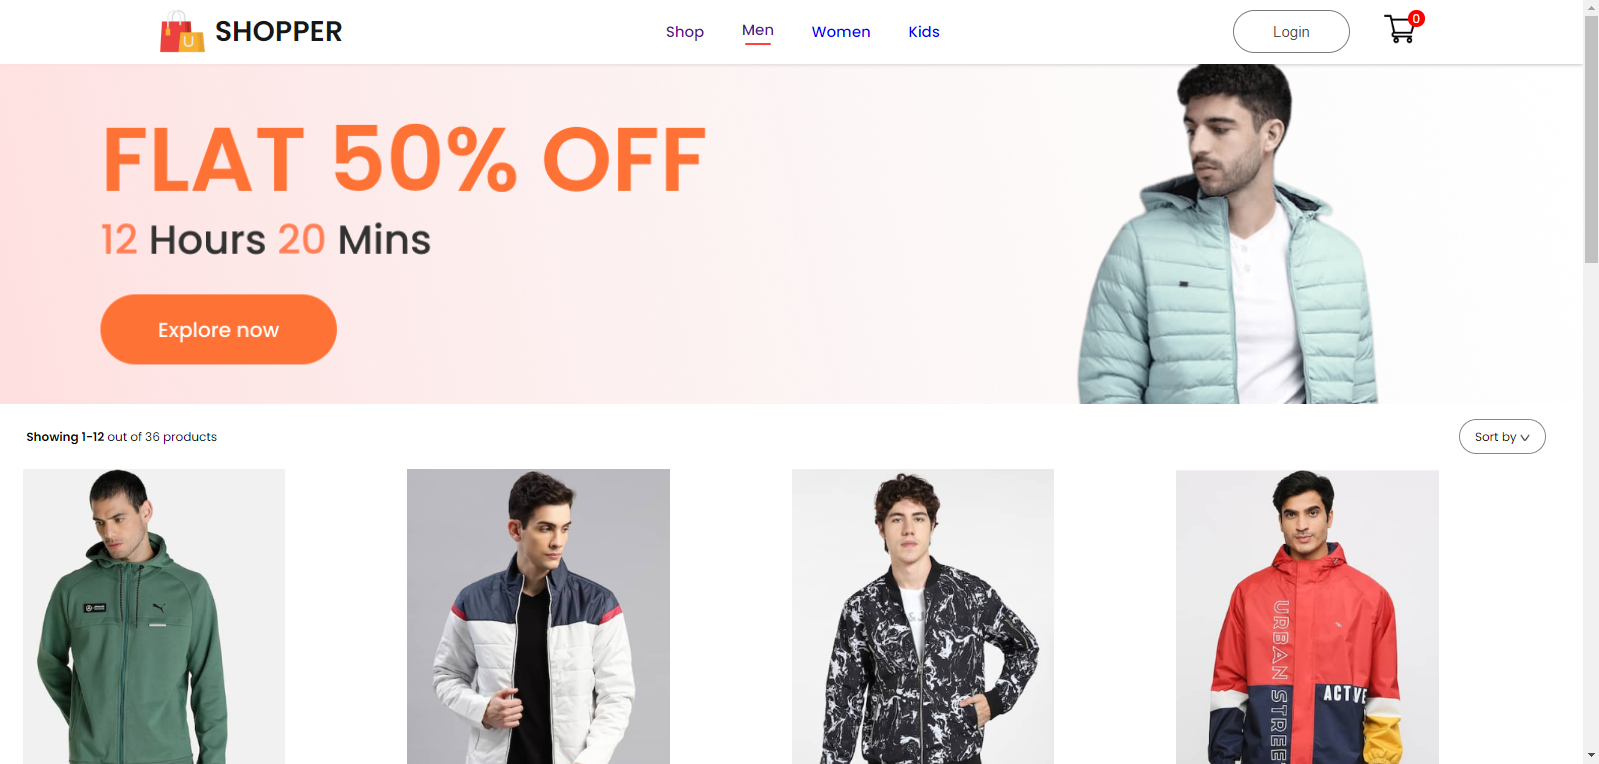 U
SHOPPER
Shop
Men
Women
Kids
Login
0
FLAT 50% OFF
12 Hours 20 Mins
Explore now
Showing 1-12 out of 36 products
Sort by
URBAN STREE
ACTVE